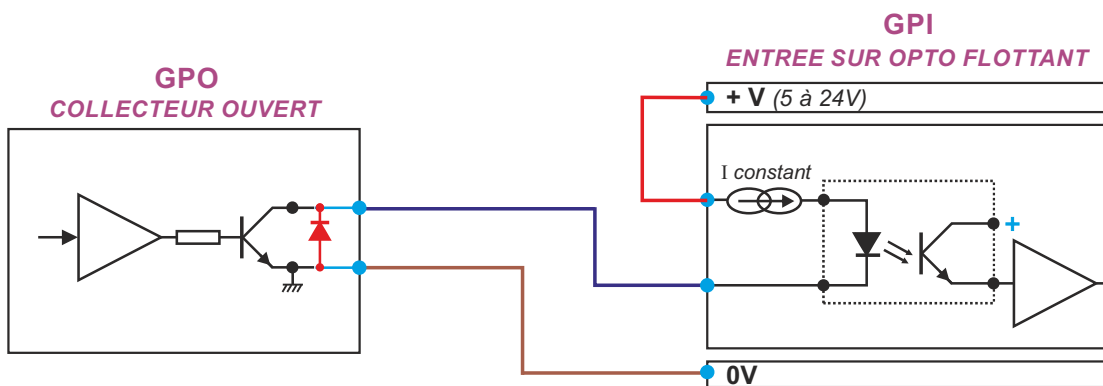 GPO
COLLECTEUR OUVERT
GPI
ENTREE SUR OPTO FLOTTANT
+ V (5 à 24V)
I constant
+
0V